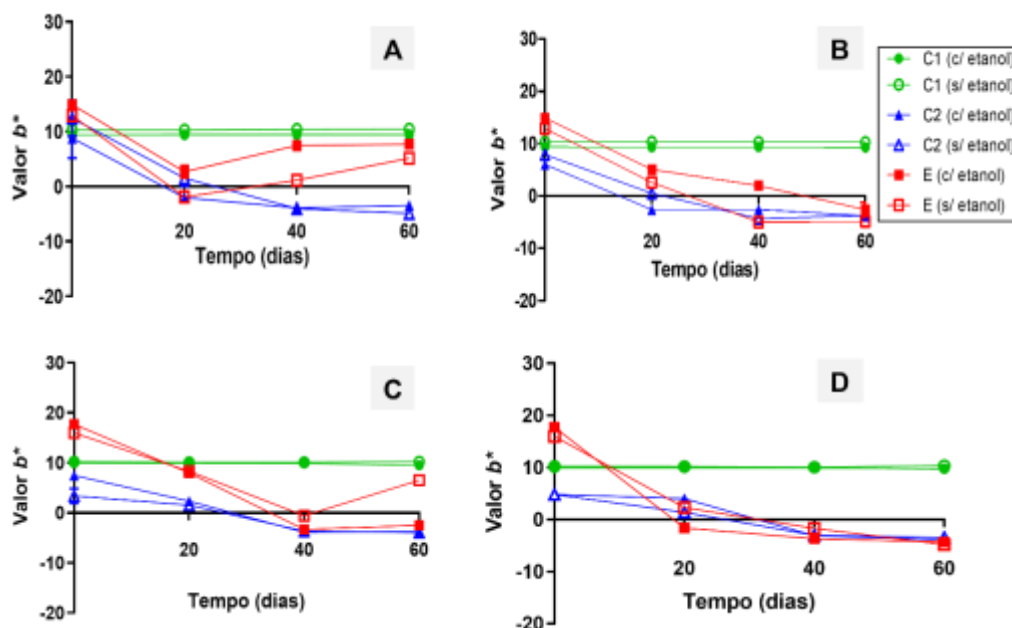 A
Valor b*
30
20
10
0
-10
-20
20
40
60
Tempo (dias)
B
Valor b*
30
20
10
0
-10
-20
20
40
60
Tempo (dias)
C1 (c/ etanol)
C1 (s/ etanol)
C2 (c/ etanol)
C2 (s/ etanol)
E (c/ etanol)
E (s/ etanol)
C
Valor b*
30
20
10
0
-10
-20
20
40
60
Tempo (dias)
D
Valor b*
30
20
10
0
-10
-20
20
40
60
Tempo (dias)